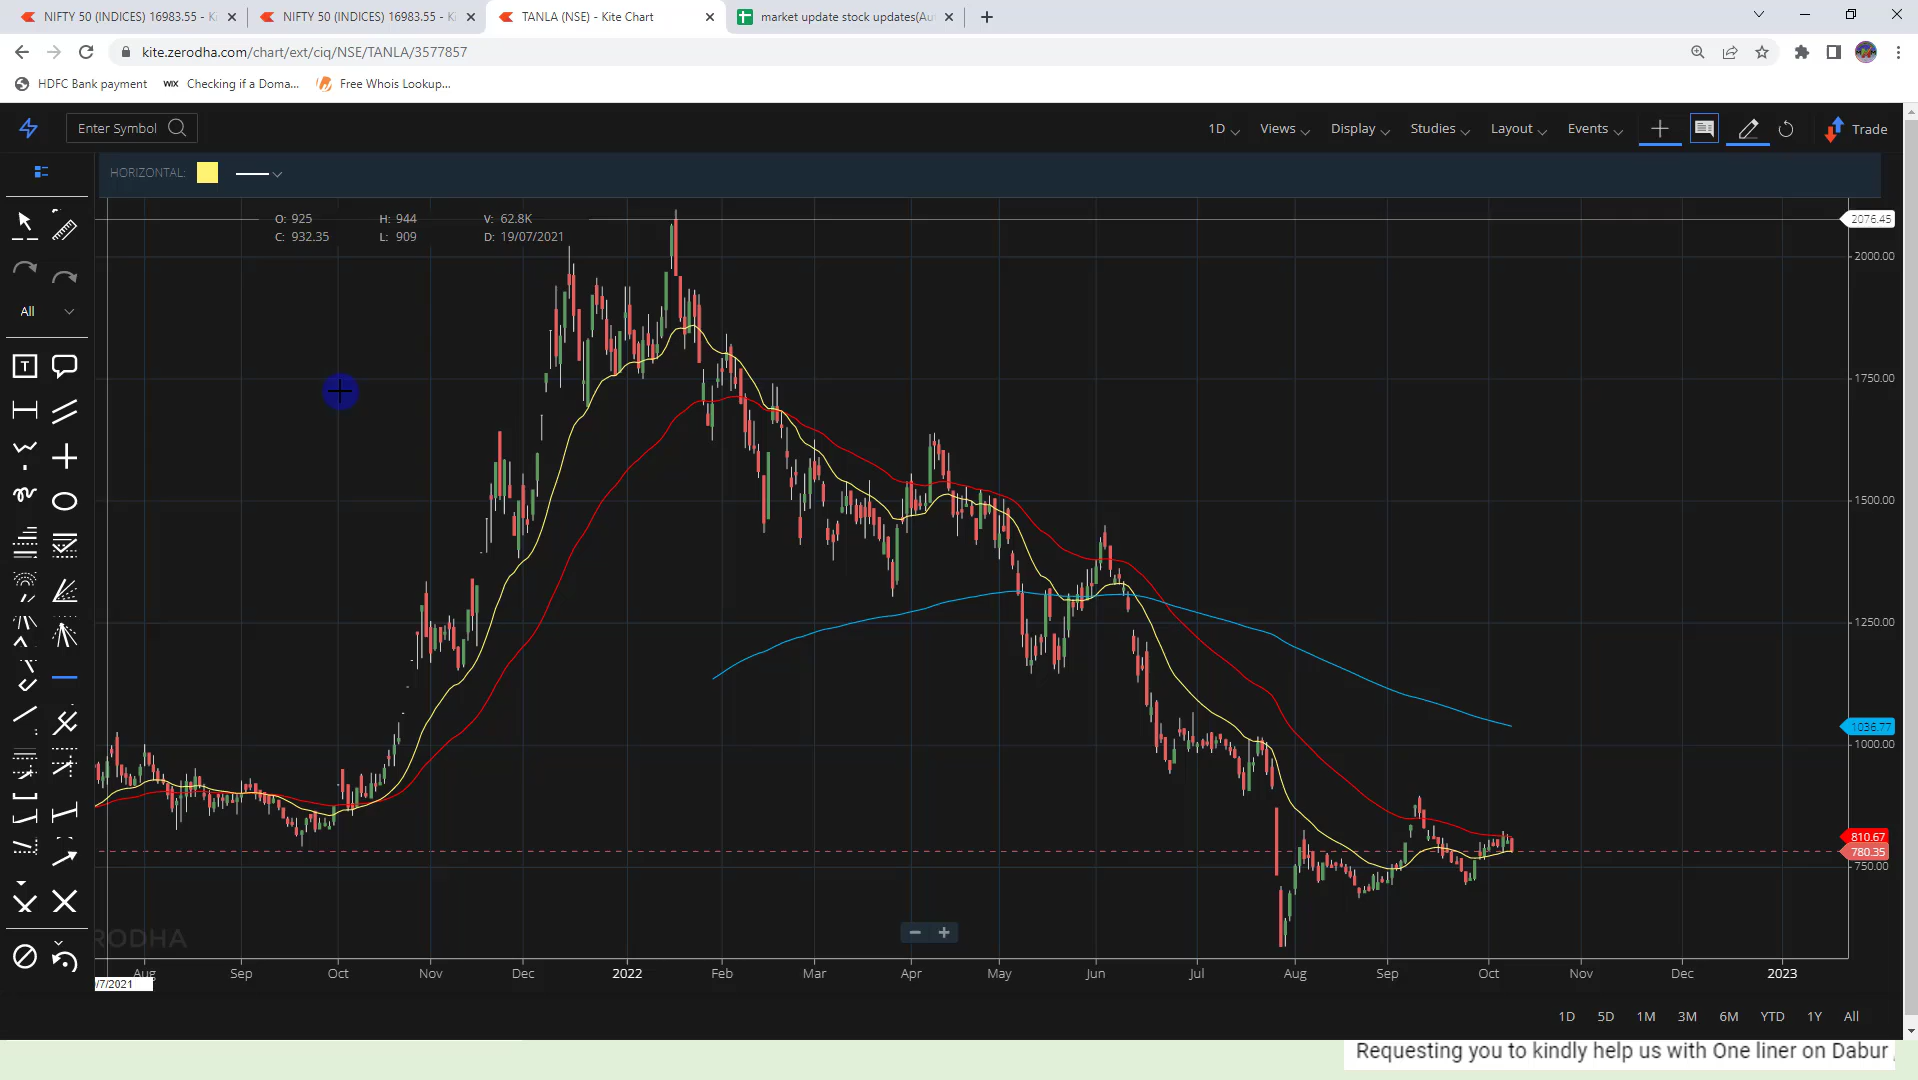 NIFTY 50 (INDICES) 16983.55 - K
NIFTY 50 (INDICES) 16983.55 - K
TANLA (NSE) - Kite Chart
market update stock updates(Au
kite.zerodha.com/chart/ext/ciq/NSE/TANLA/3577857
HDFC Bank payment
WIX Checking if a Doma...
Free Whois Lookup...
Enter Symbol
1D
Views
Display
Studies
Layout
Events
Trade
HORIZONTAL:
O: 925 H: 944 V: 62.8K
C: 932.35 L: 909 D: 19/07/2021
All
T
2076.45
2000.00
1750.00
1500.00
1250.00
1036.77
1000.00
810.67
780.35
750.00
RODHA
Aug Sep Oct Nov Dec 2022 Feb Mar Apr May Jun Jul Aug Sep Oct Nov Dec 2023
/7/2021
1D 5D 1M 3M 6M YTD 1Y All
Requesting you to kindly help us with One liner on Dabur